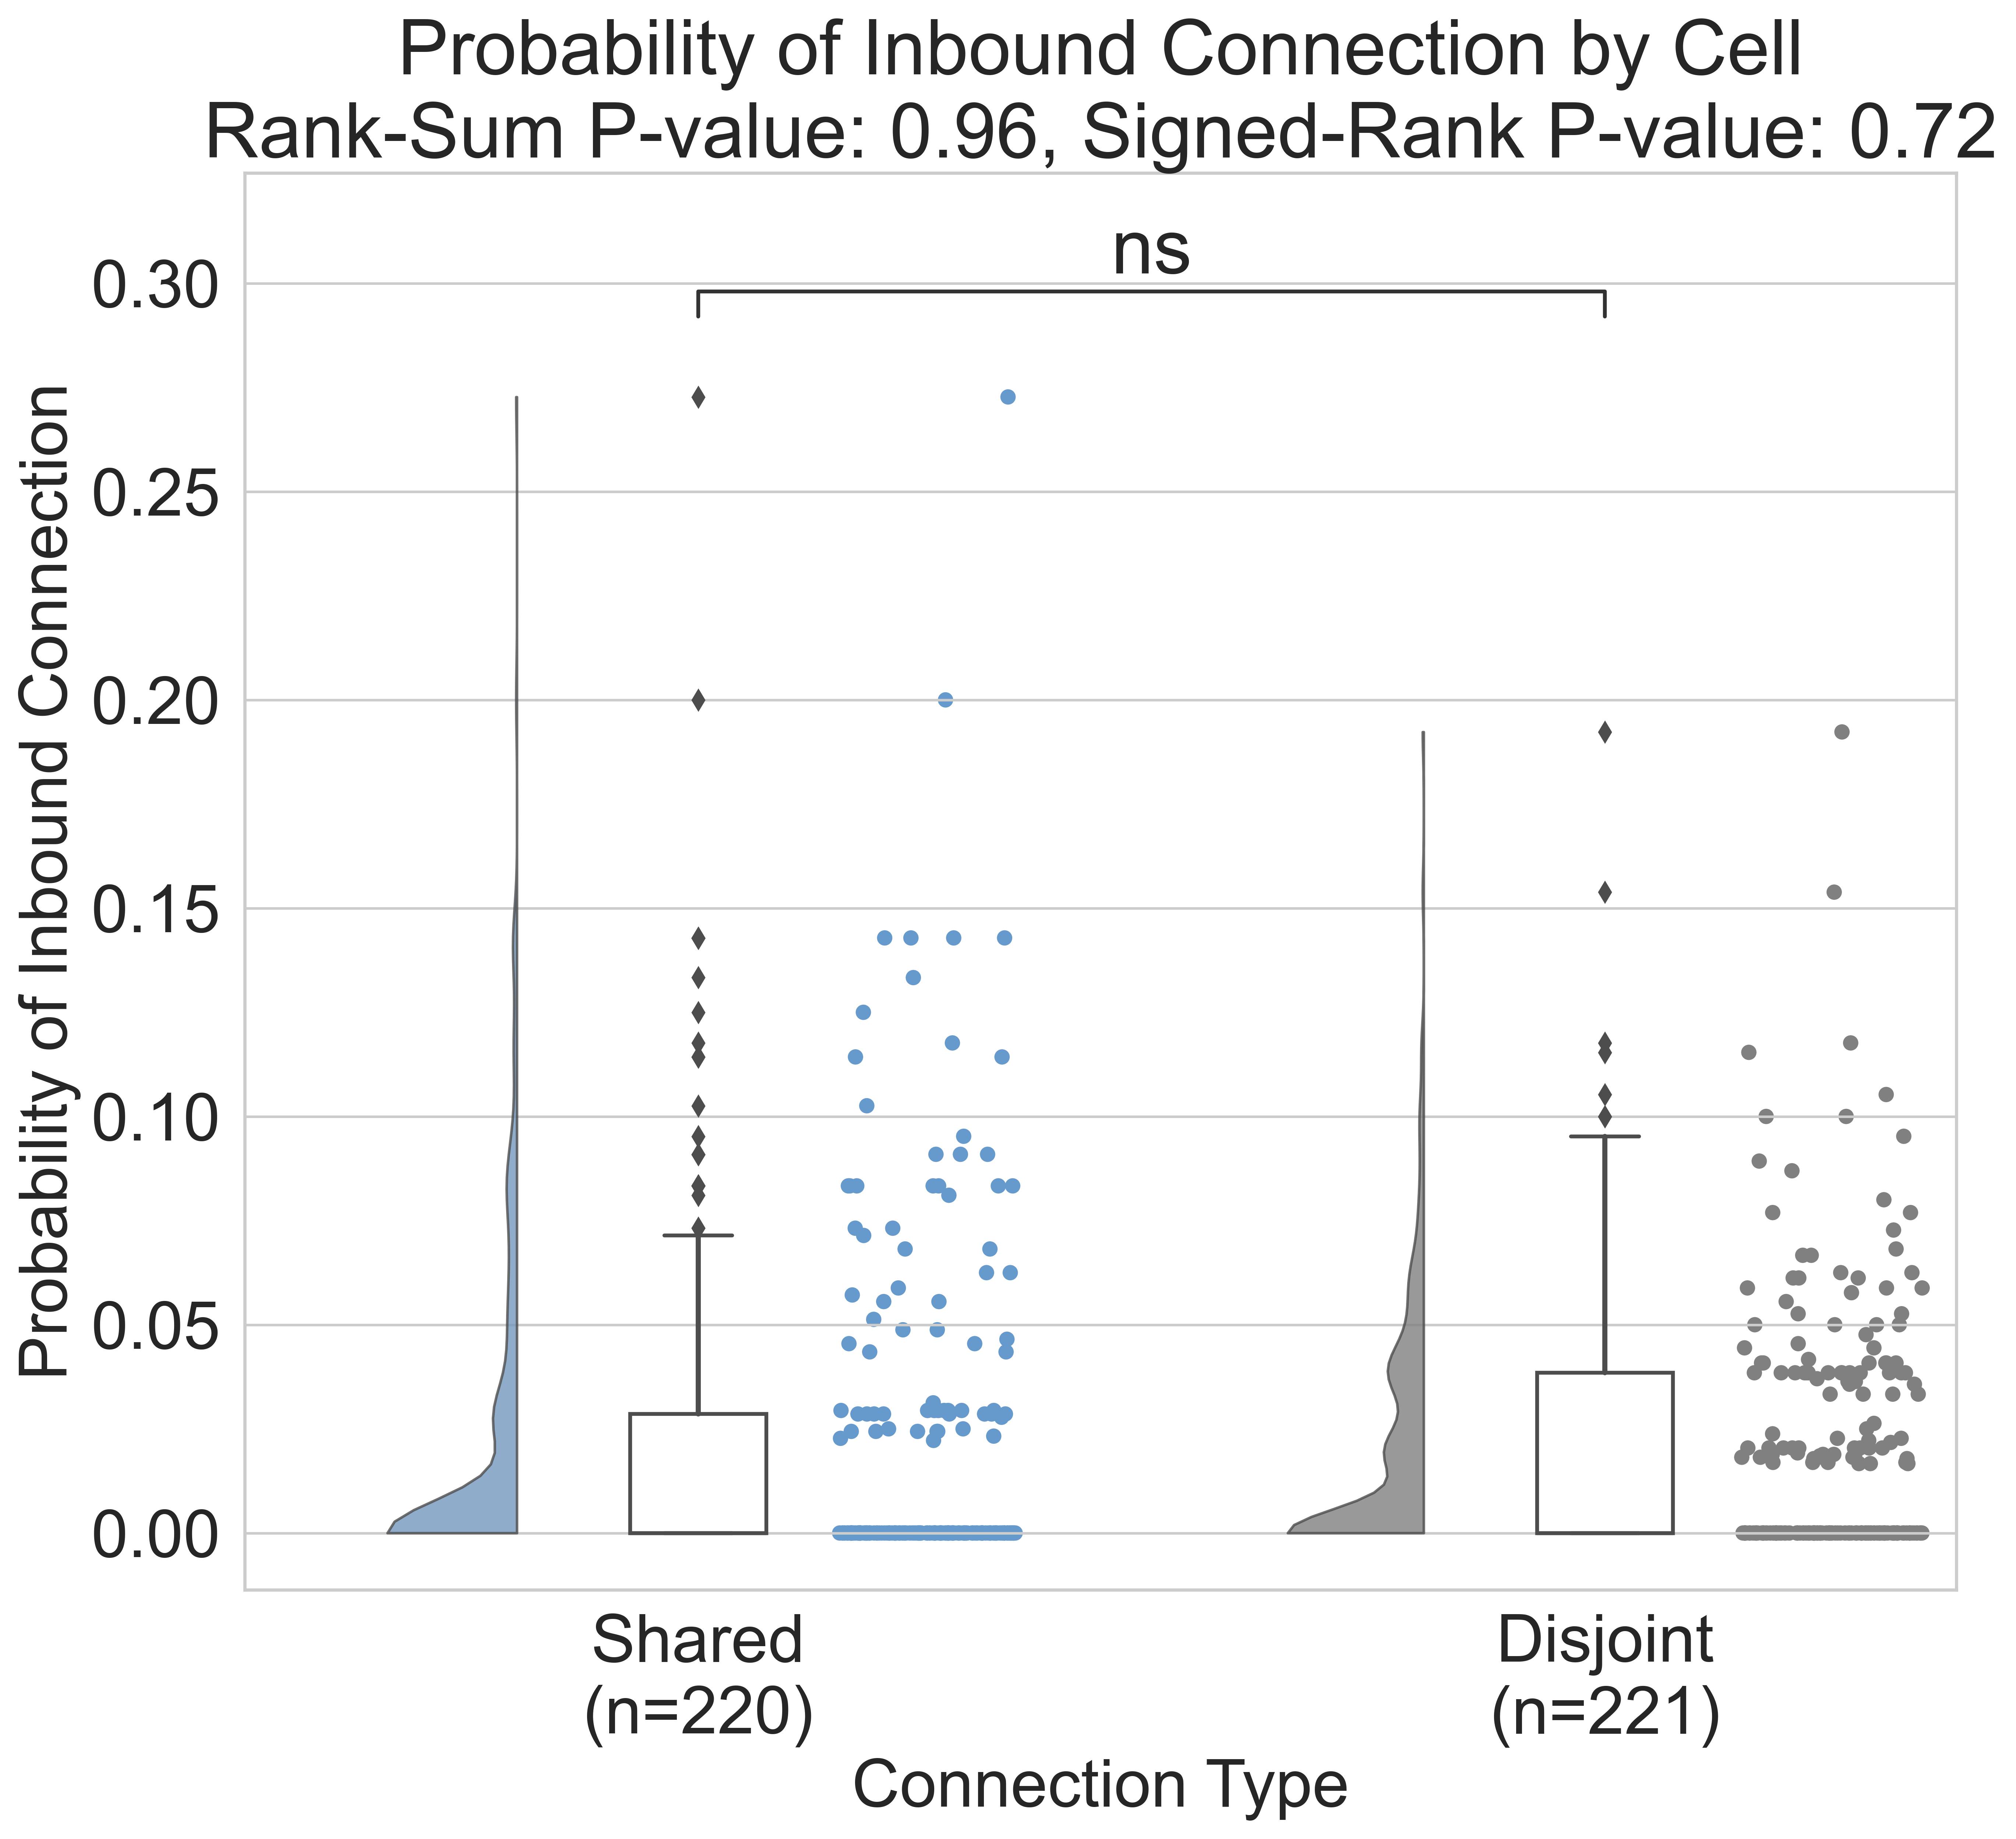 Probability of Inbound Connection by Cell
Rank-Sum P-value: 0.96, Signed-Rank P-value: 0.72
ns
0.30
0.25
0.20
0.15
0.10
0.05
0.00
Probability of Inbound Connection
Shared
(n=220)
Disjoint
(n=221)
Connection Type